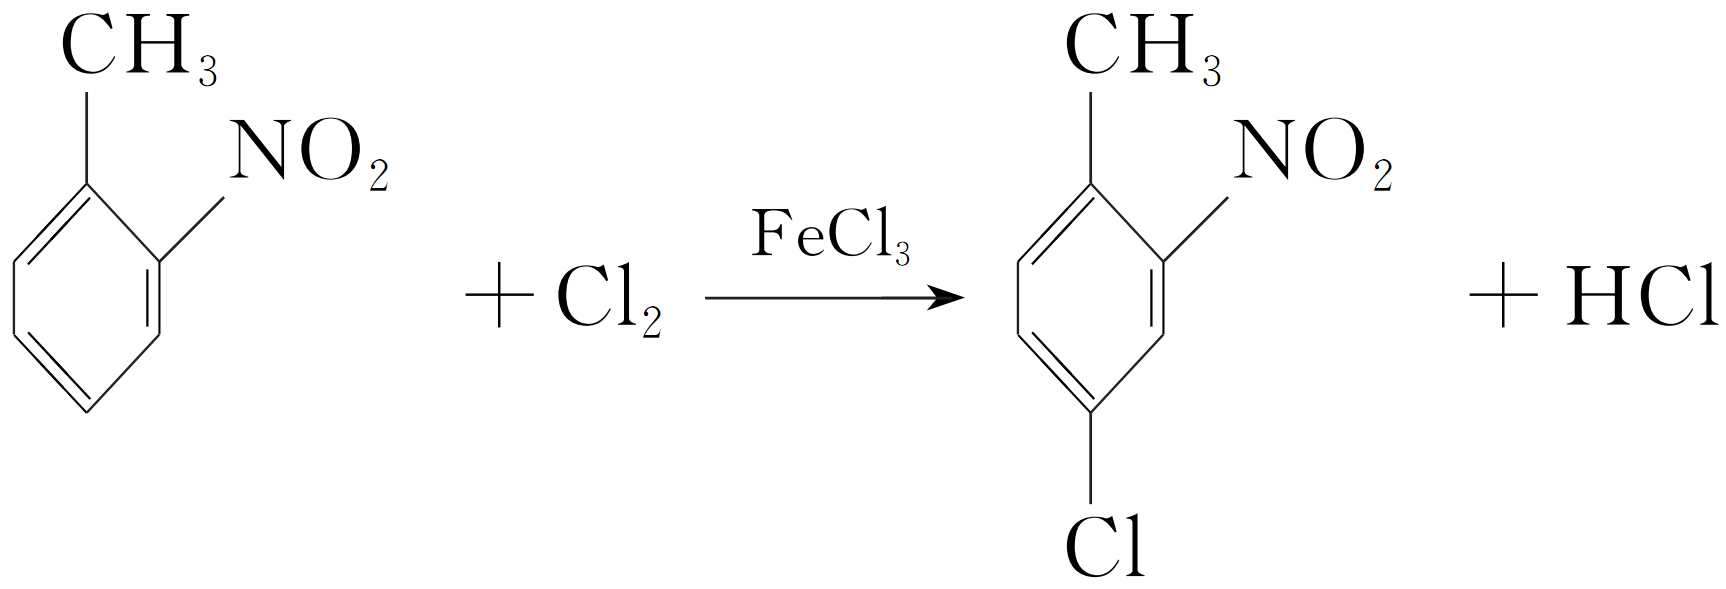 CH₃ CH₃
NO₂ NO₂
FeCl₃
+ Cl₂ + HCl
Cl